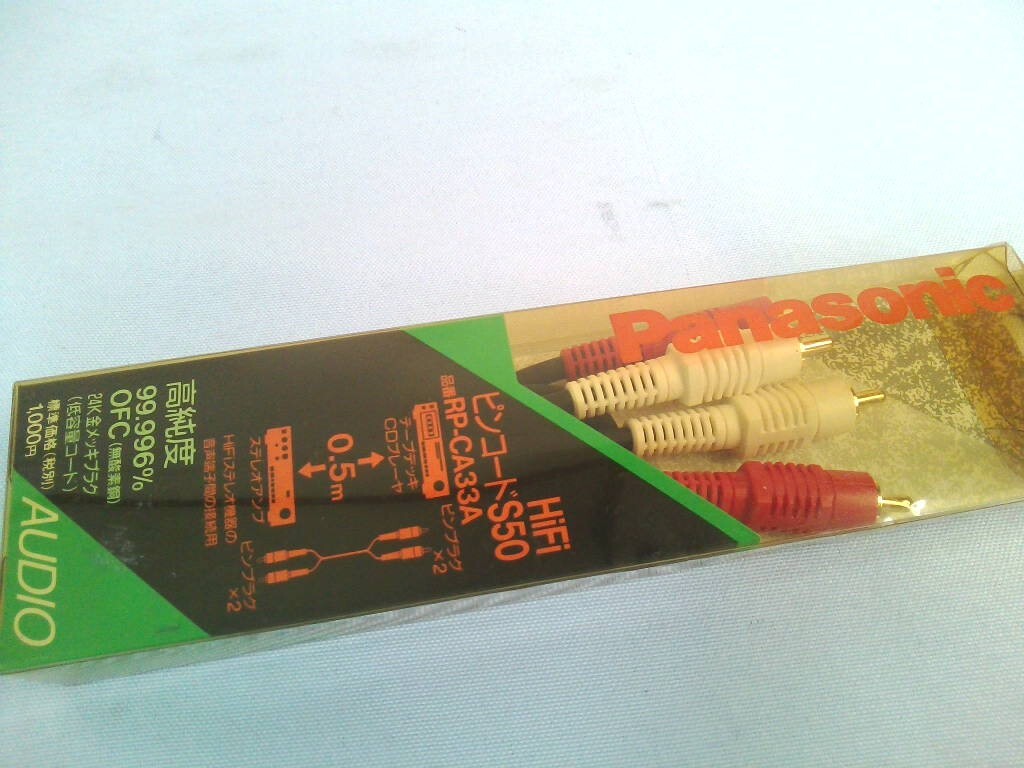 Panasonic
HiFi
ピンコードS50
品番RP-CA33A
テープデッキ
CDプレーヤ
ピンプラグ
×2
0.5m
ステレオアンプ
ピンプラグ
×2
HiFiステレオ機器の
音声端子間の接続用
高純度
99.996%
OFC(無酸素銅)
24K金メッキプラグ
(低容量コード)
標準価格(税別)
1,000円
AUDIO